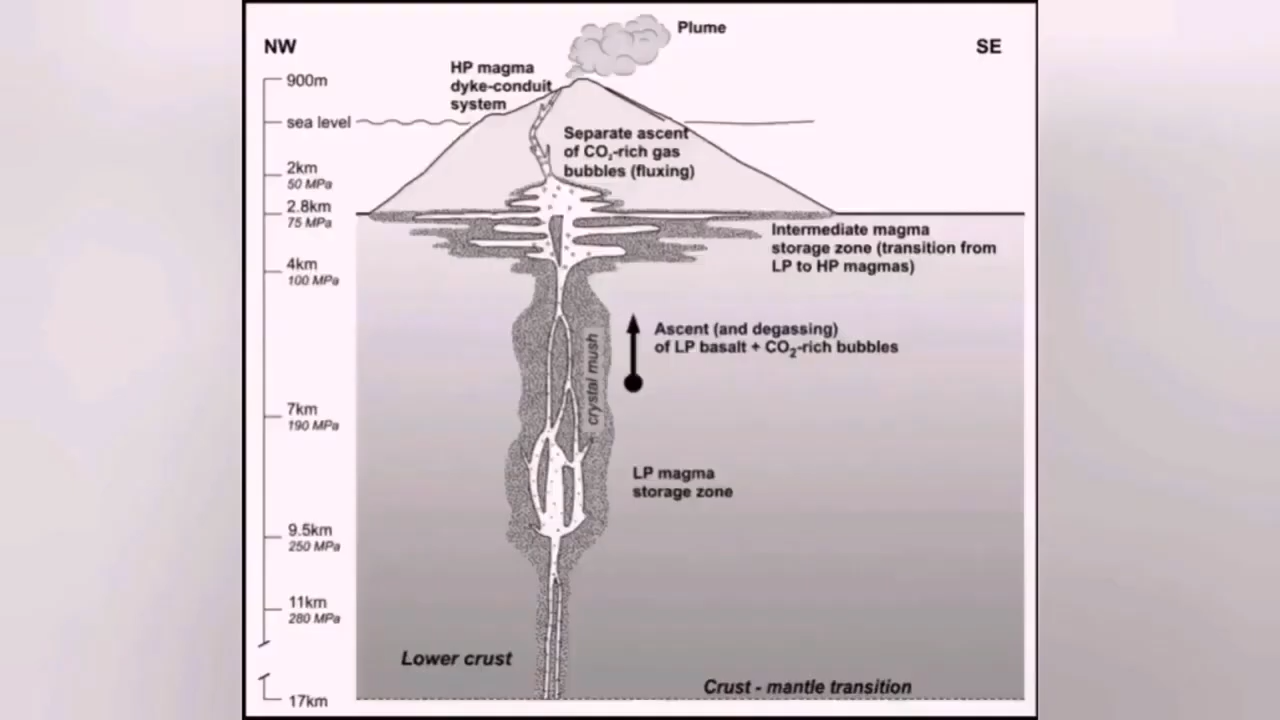 Plume
NW
SE
HP magma
dyke-conduit
system
900m
sea level
Separate ascent
of CO₂-rich gas
bubbles (fluxing)
2km
50 MPa
2.8km
75 MPa
Intermediate magma
storage zone (transition from
LP to HP magmas)
4km
100 MPa
Ascent (and degassing)
of LP basalt + CO₂-rich bubbles
crystal mush
7km
190 MPa
LP magma
storage zone
9.5km
250 MPa
11km
280 MPa
Lower crust
Crust - mantle transition
17km